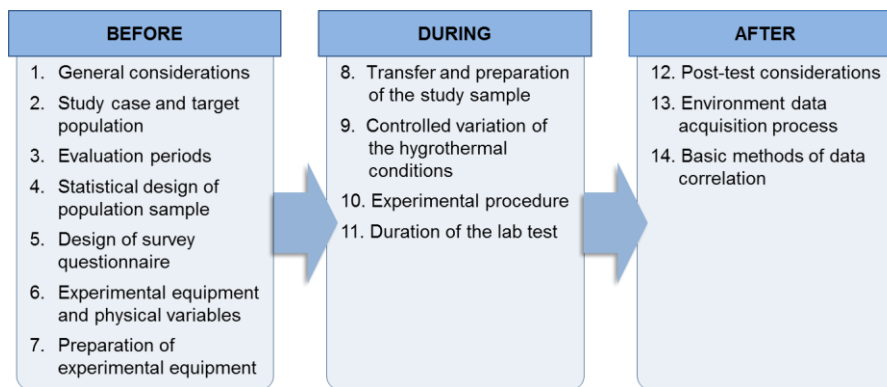 BEFORE
1. General considerations
2. Study case and target
population
3. Evaluation periods
4. Statistical design of
population sample
5. Design of survey
questionnaire
6. Experimental equipment
and physical variables
7. Preparation of
experimental equipment
DURING
8. Transfer and preparation
of the study sample
9. Controlled variation of
the hygrothermal
conditions
10. Experimental procedure
11. Duration of the lab test
AFTER
12. Post-test considerations
13. Environment data
acquisition process
14. Basic methods of data
correlation